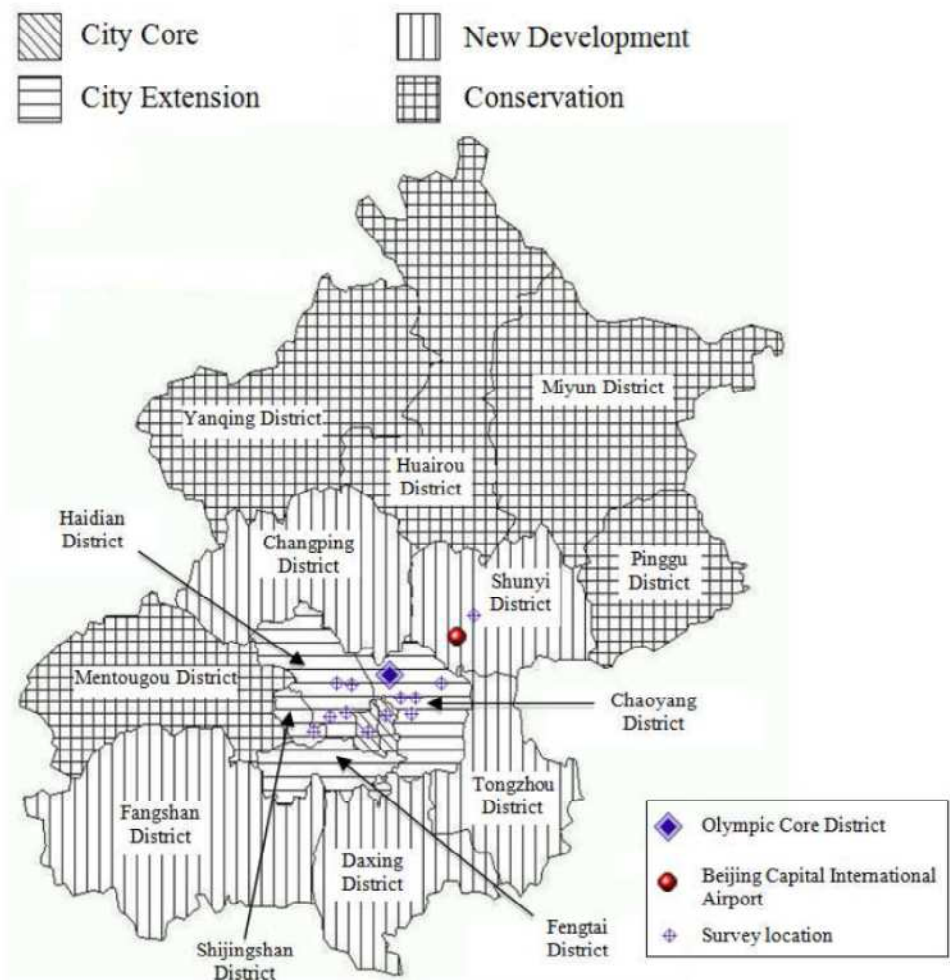 City Core
New Development
City Extension
Conservation
Miyun District
Yanqing District
Huairou
District
Haidian
District
Changping
District
Pinggu
District
Shunyi
District
Mentougou District
Chaoyang
District
Tongzhou
District
Fangshan
District
Daxing
District
Fengtai
District
Shijingshan
District
Olympic Core District
Beijing Capital International
Airport
Survey location